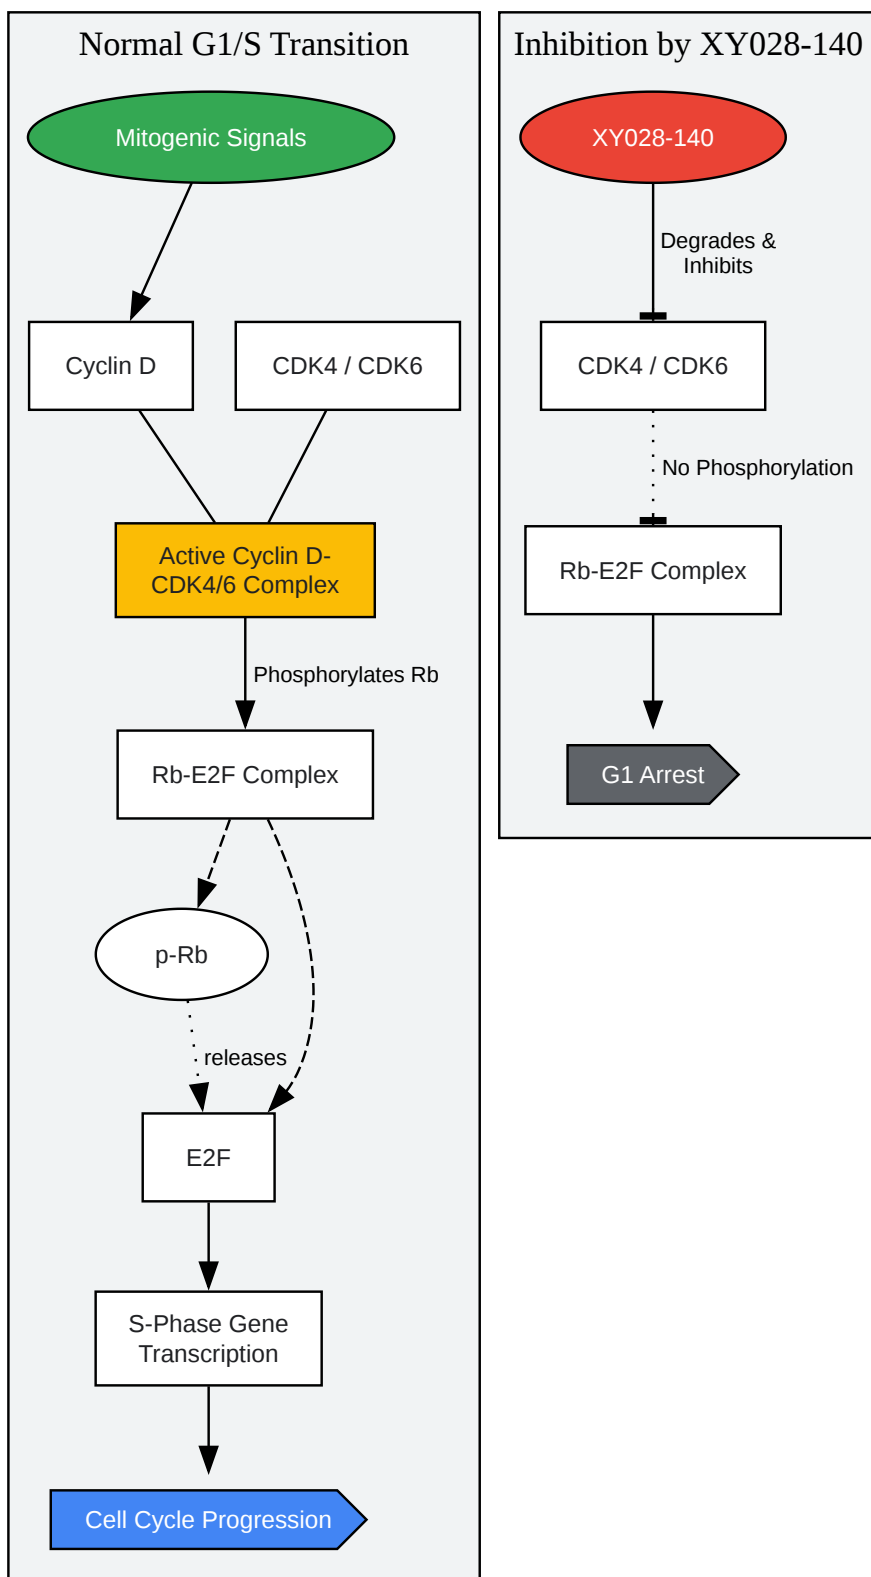 Normal G1/S Transition
Mitogenic Signals
Cyclin D
CDK4 / CDK6
Active Cyclin D-
CDK4/6 Complex
Phosphorylates Rb
Rb-E2F Complex
p-Rb
releases
E2F
S-Phase Gene
Transcription
Cell Cycle Progression
Inhibition by XY028-140
XY028-140
Degrades &
Inhibits
CDK4 / CDK6
No Phosphorylation
Rb-E2F Complex
G1 Arrest